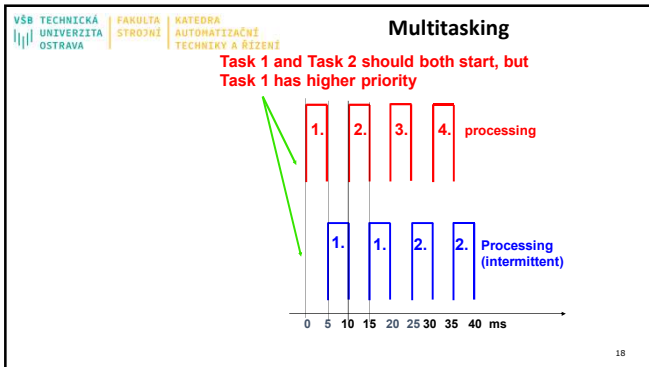 VŠB TECHNICKÁ
UNIVERZITA
OSTRAVA
FAKULTA
STROJNÍ
KATEDRA
AUTOMATIZAČNÍ
TECHNIKY A ŘÍZENÍ
Multitasking
Task 1 and Task 2 should both start, but
Task 1 has higher priority
1. 2. 3. 4. processing
1. 1. 2. 2. Processing
(intermittent)
0 5 10 15 20 25 30 35 40 ms
18